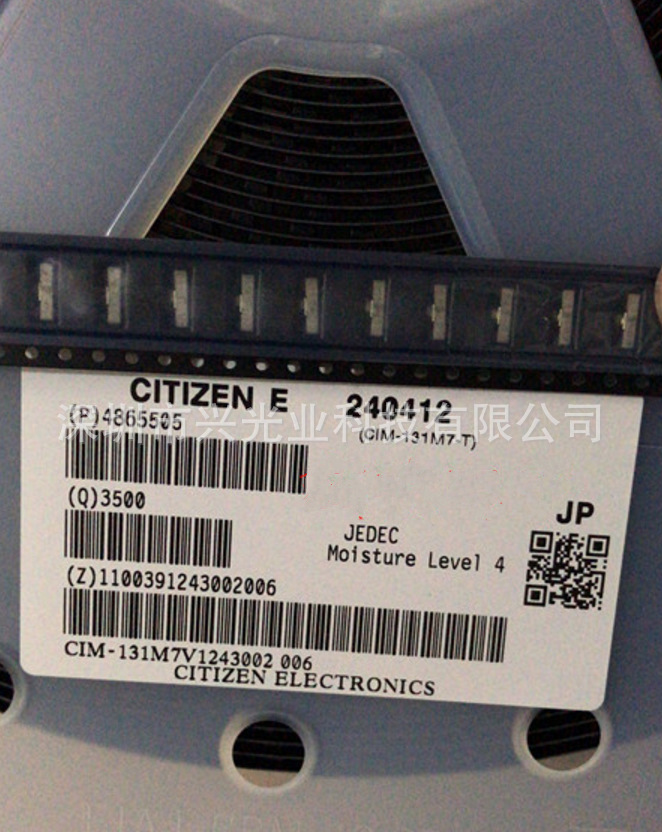 CITIZEN E 240412
(P)4865505
(CIM-131M7-T)
深圳市兴光业科技有限公司
(Q)3500
JEDEC
Moisture Level 4
JP
(Z)1100391243002006
CIM-131M7V1243002 006
CITIZEN ELECTRONICS